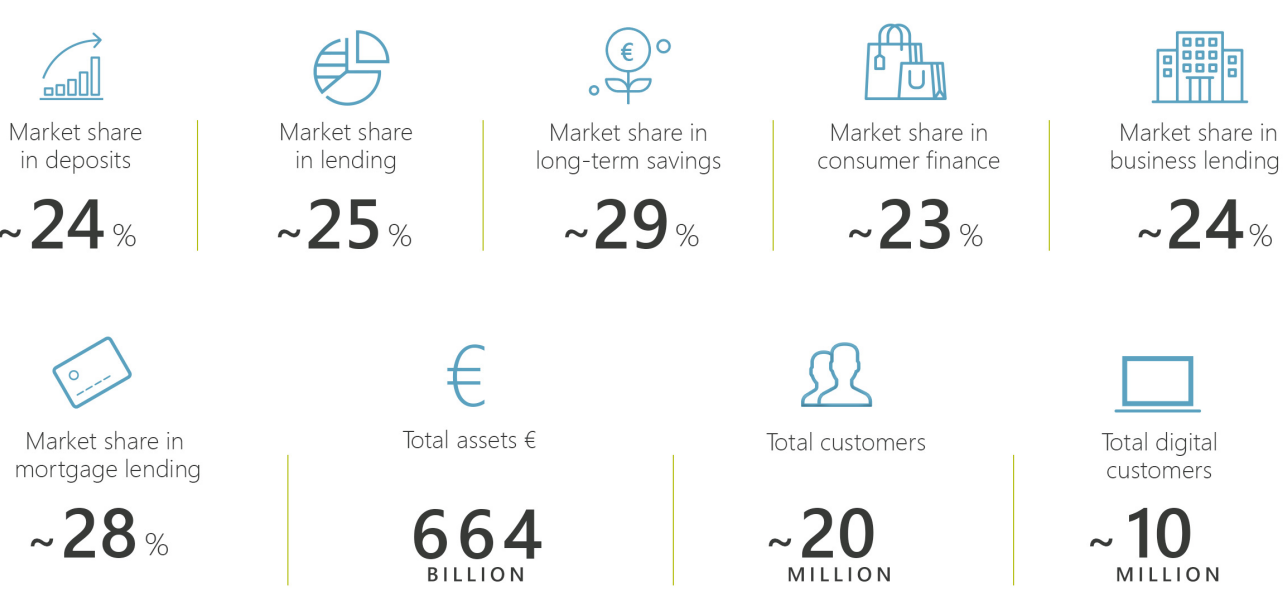 €
U
Market share
in deposits
~24 %
Market share
in lending
~25 %
Market share in
long-term savings
~29 %
Market share in
consumer finance
~23 %
Market share in
business lending
~24 %
€
Market share in
mortgage lending
~28 %
Total assets €
664
BILLION
Total customers
~20
MILLION
Total digital
customers
~10
MILLION